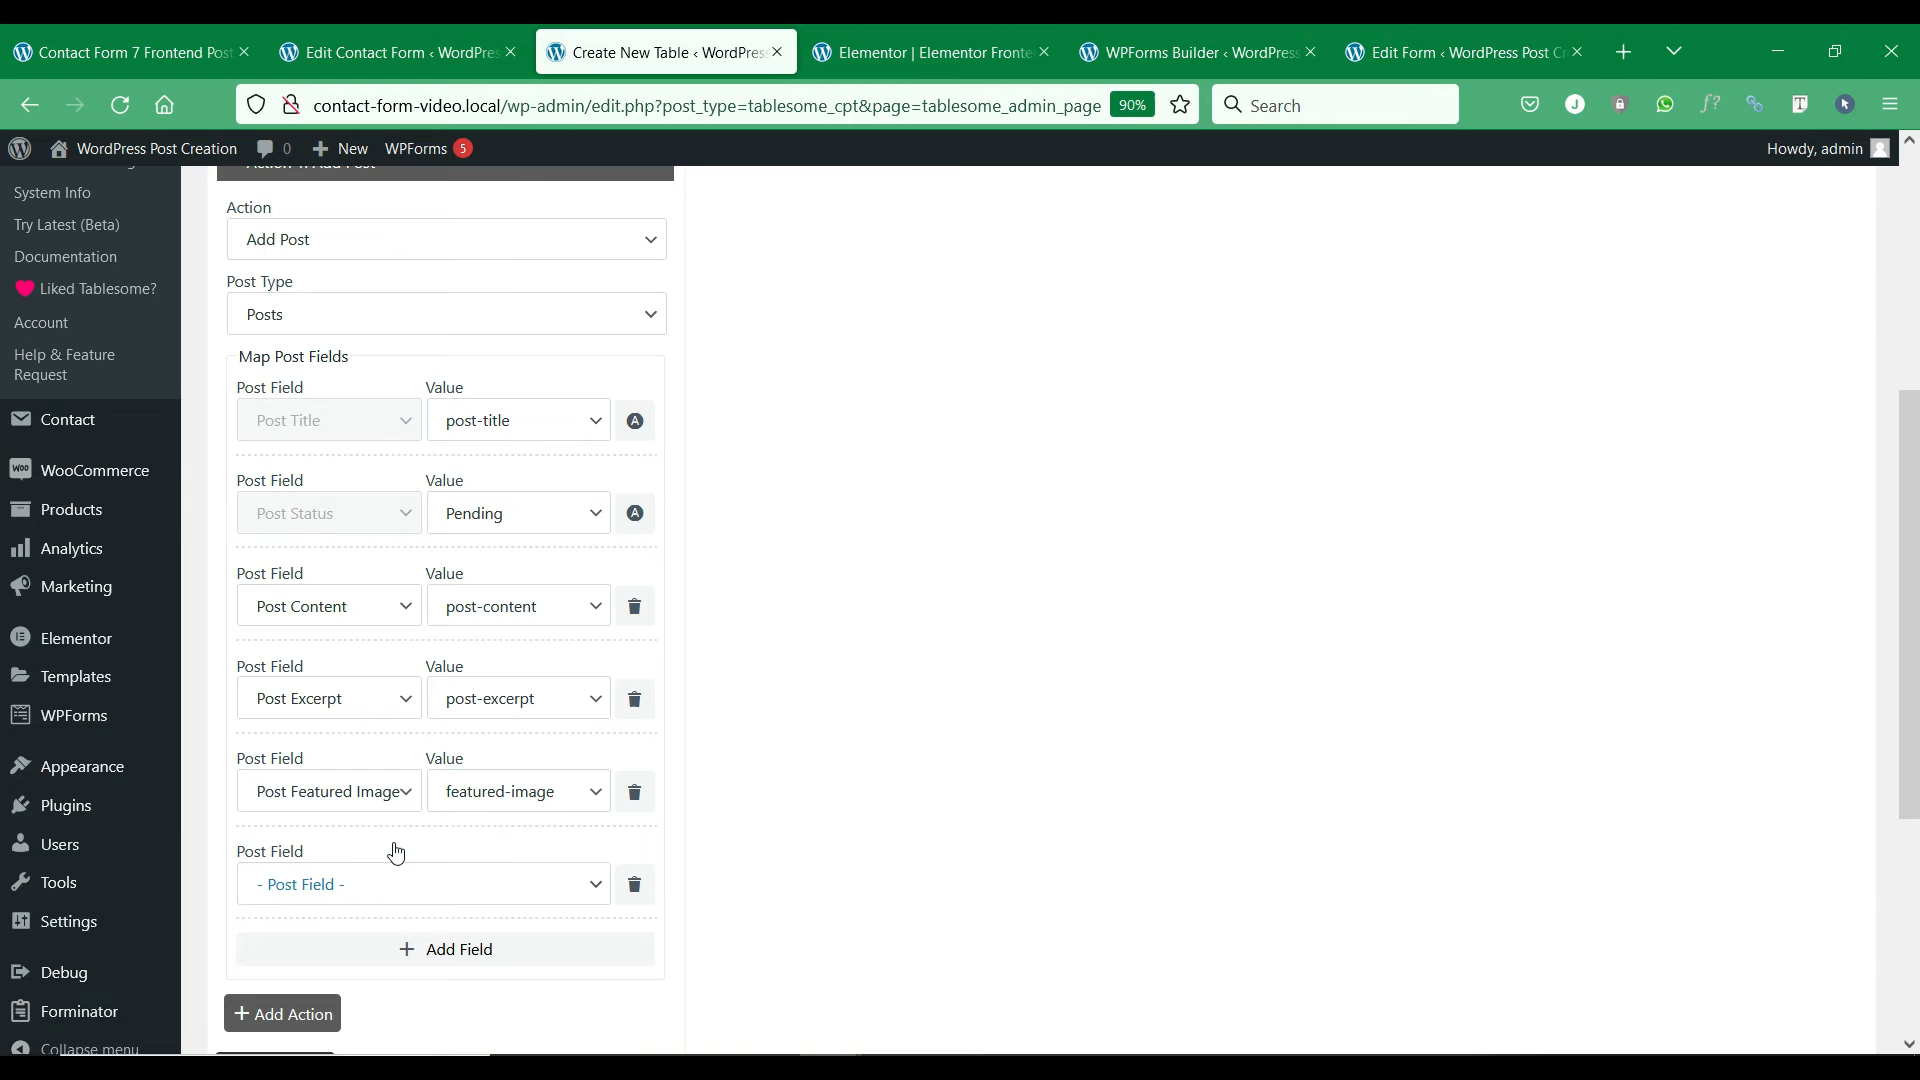 Contact Form 7 Frontend Post
Edit Contact Form ‹ WordPres
Create New Table ‹ WordPres
Elementor | Elementor Fronte
WPForms Builder ‹ WordPress
Edit Form ‹ WordPress Post Cr
contact-form-video.local/wp-admin/edit.php?post_type=tablesome_cpt&page=tablesome_admin_page
90%
Search
WordPress Post Creation
0
New
WPForms 5
Howdy, admin
System Info
Try Latest (Beta)
Documentation
Liked Tablesome?
Account
Help & Feature
Request
Contact
WooCommerce
Products
Analytics
Marketing
Elementor
Templates
WPForms
Appearance
Plugins
Users
Tools
Settings
Debug
Forminator
Collapse menu
Action
Add Post
Post Type
Posts
Map Post Fields
Post Field Value
Post Title post-title A
Post Field Value
Post Status Pending A
Post Field Value
Post Content post-content
Post Field Value
Post Excerpt post-excerpt
Post Field Value
Post Featured Image featured-image
Post Field
- Post Field -
+ Add Field
+ Add Action